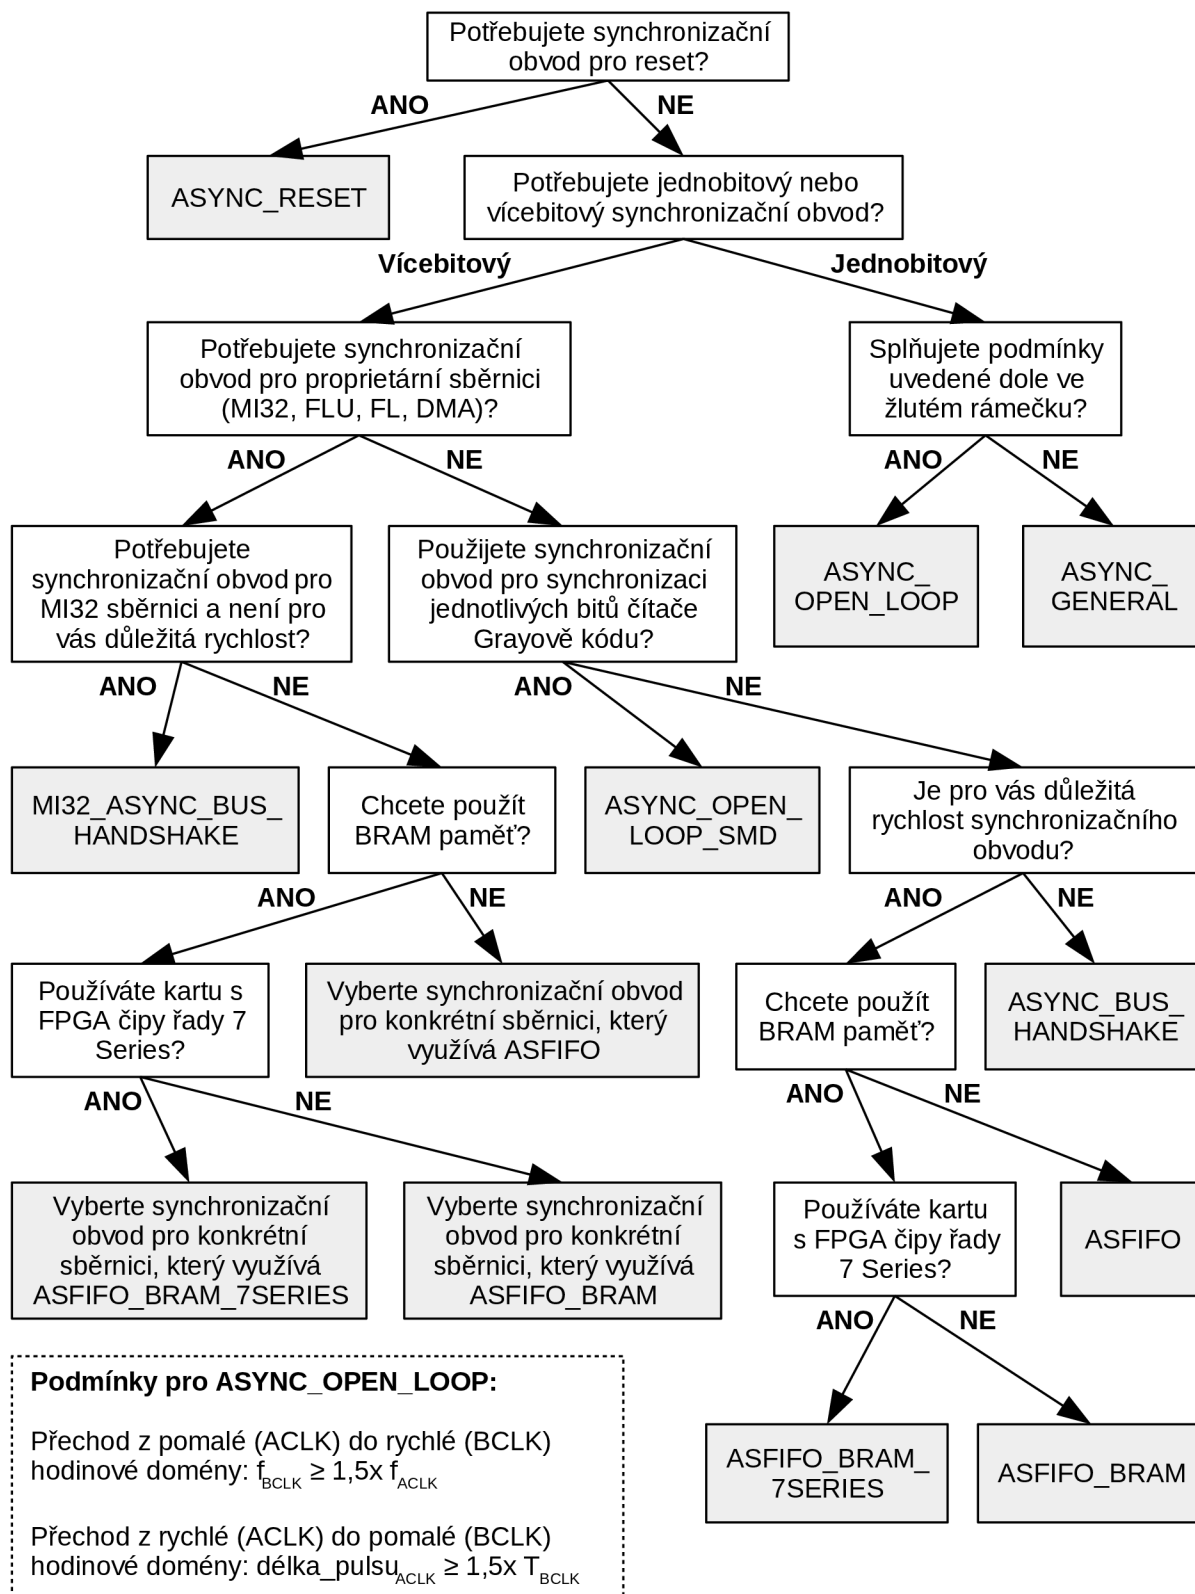 Potřebujete synchronizační
obvod pro reset?
ANO
NE
ASYNC_RESET
Potřebujete jednobitový nebo
vícebitový synchronizační obvod?
Vícebitový
Jednobitový
Potřebujete synchronizační
obvod pro proprietární sběrnici
(MI32, FLU, FL, DMA)?
Splňujete podmínky
uvedené dole ve
žlutém rámečku?
ANO
NE
ANO
NE
Potřebujete
synchronizační obvod pro
MI32 sběrnici a není pro
vás důležitá rychlost?
Použijete synchronizační
obvod pro synchronizaci
jednotlivých bitů čítače
Grayově kódu?
ASYNC_
OPEN_LOOP
ASYNC_
GENERAL
ANO
NE
ANO
NE
MI32_ASYNC_BUS_
HANDSHAKE
Chcete použít
BRAM paměť?
ASYNC_OPEN_
LOOP_SMD
Je pro vás důležitá
rychlost synchronizačního
obvodu?
ANO
NE
ANO
NE
Používáte kartu s
FPGA čipy řady 7
Series?
Vyberte synchronizační obvod
pro konkrétní sběrnici, který
využívá ASFIFO
Chcete použít
BRAM paměť?
ASYNC_BUS_
HANDSHAKE
ANO
NE
ANO
NE
Vyberte synchronizační
obvod pro konkrétní
sběrnici, který využívá
ASFIFO_BRAM_7SERIES
Vyberte synchronizační
obvod pro konkrétní
sběrnici, který využívá
ASFIFO_BRAM
Používáte kartu
s FPGA čipy řady
7 Series?
ASFIFO
ANO
NE
ASFIFO_BRAM_
7SERIES
ASFIFO_BRAM
Podmínky pro ASYNC_OPEN_LOOP:
Přechod z pomalé (ACLK) do rychlé (BCLK)
hodinové domény: fBCLK ≥ 1,5x fACLK
Přechod z rychlé (ACLK) do pomalé (BCLK)
hodinové domény: délka_pulsuACLK ≥ 1,5x TBCLK